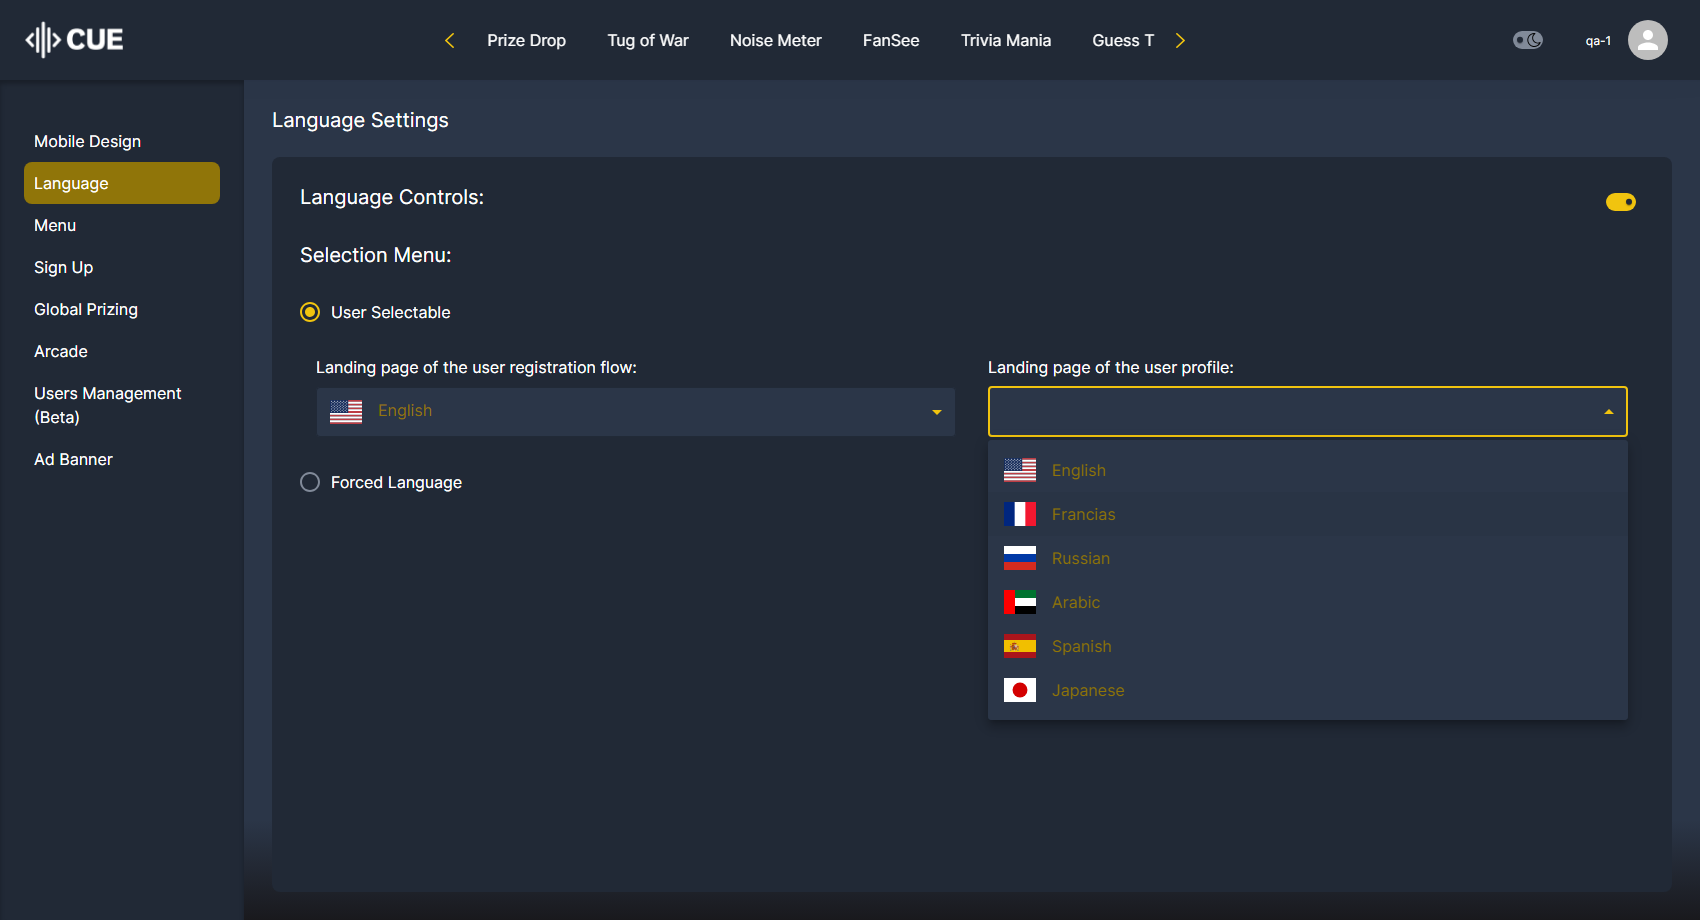 CUE
Prize Drop
Tug of War
Noise Meter
FanSee
Trivia Mania
Guess T
qa-1
Mobile Design
Language
Menu
Sign Up
Global Prizing
Arcade
Users Management
(Beta)
Ad Banner
Language Settings
Language Controls:
Selection Menu:
User Selectable
Landing page of the user registration flow:
English
Forced Language
Landing page of the user profile:
English
Francias
Russian
Arabic
Spanish
Japanese